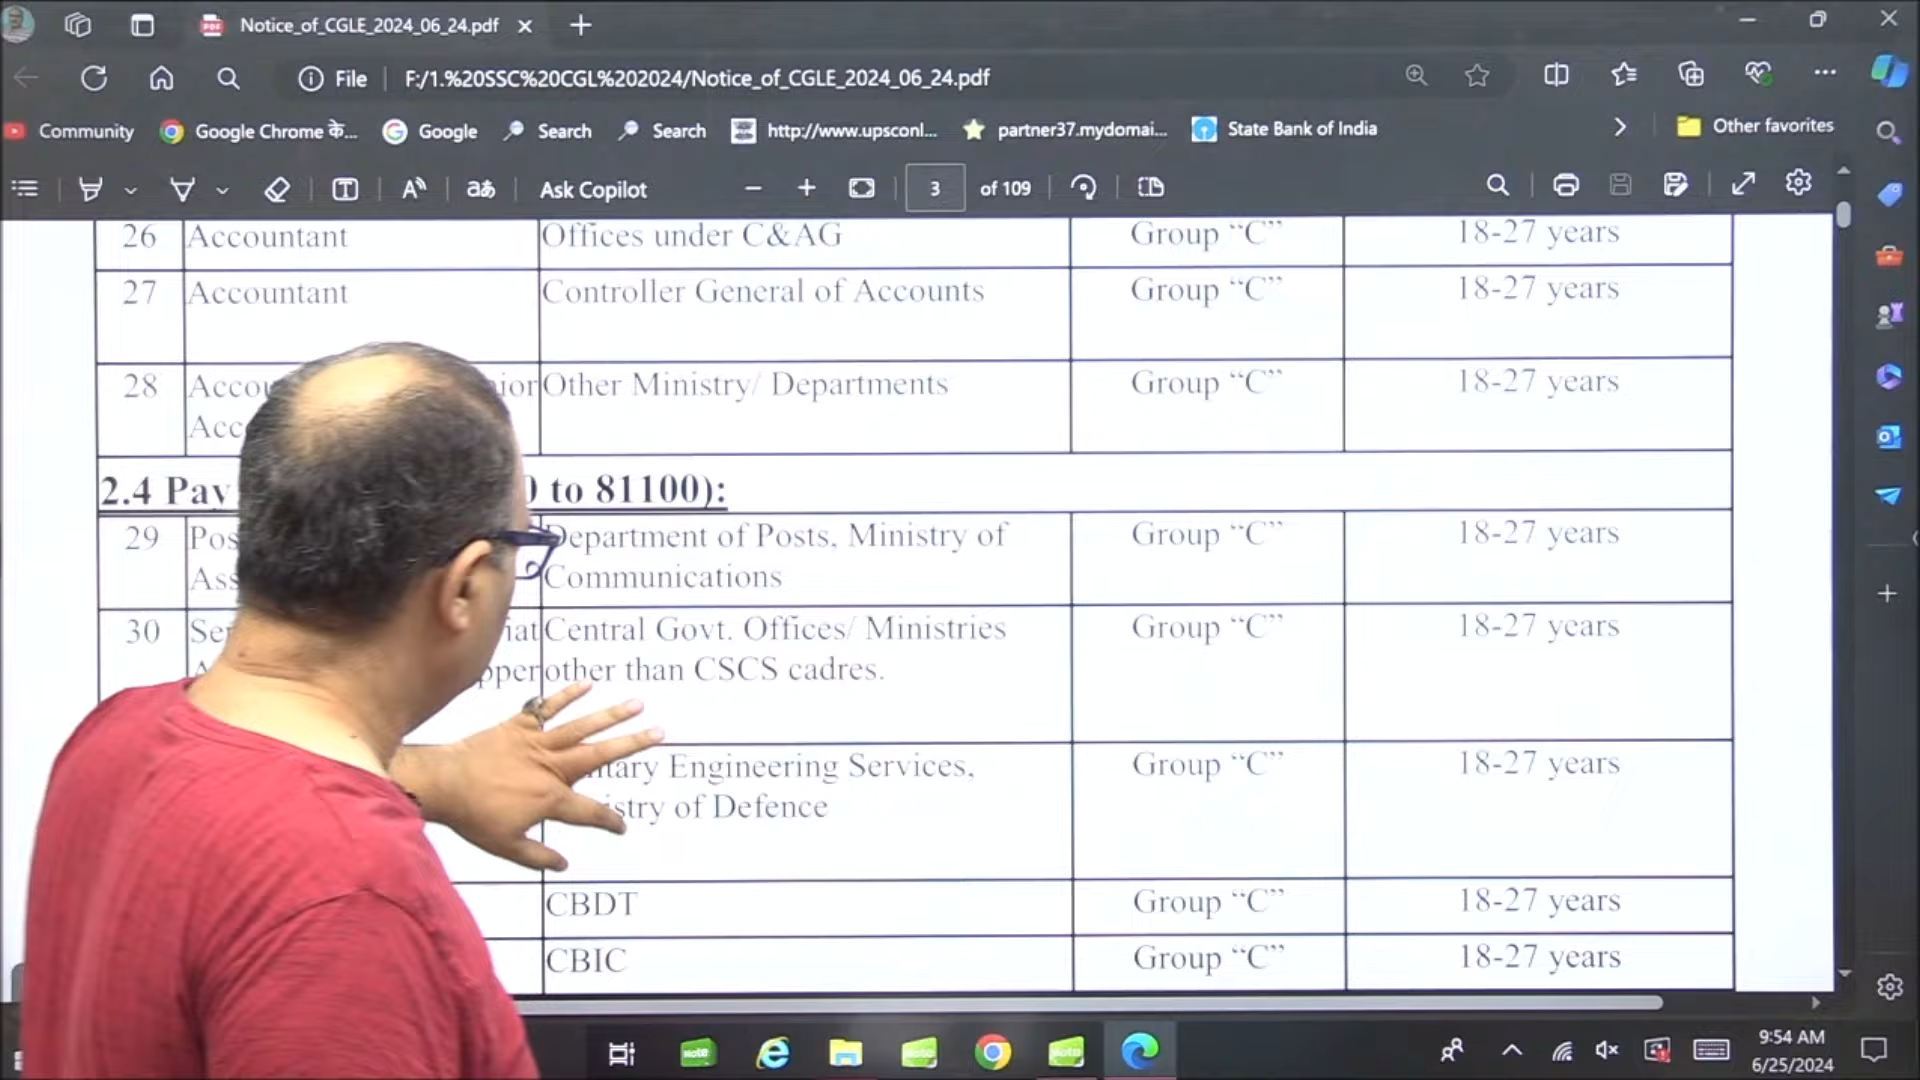 Notice_of_CGLE_2024_06_24.pdf
File F:/1.%20SSC%20CGL%202024/Notice_of_CGLE_2024_06_24.pdf
Community Google Chrome के... Google Search Search http://www.upsconl... partner37.mydomai... State Bank of India Other favorites
Ask Copilot 3 of 109
26 Accountant Offices under C&AG Group “C” 18-27 years
27 Accountant Controller General of Accounts Group “C” 18-27 years
28 Other Ministry/ Departments Group “C” 18-27 years
2.4 Pay to 81100):
29 Department of Posts, Ministry of Group “C” 18-27 years
Communications
30 Central Govt. Offices/ Ministries Group “C” 18-27 years
other than CSCS cadres.
Engineering Services, Group “C” 18-27 years
of Defence
CBDT Group “C” 18-27 years
CBIC Group “C” 18-27 years
9:54 AM
6/25/2024